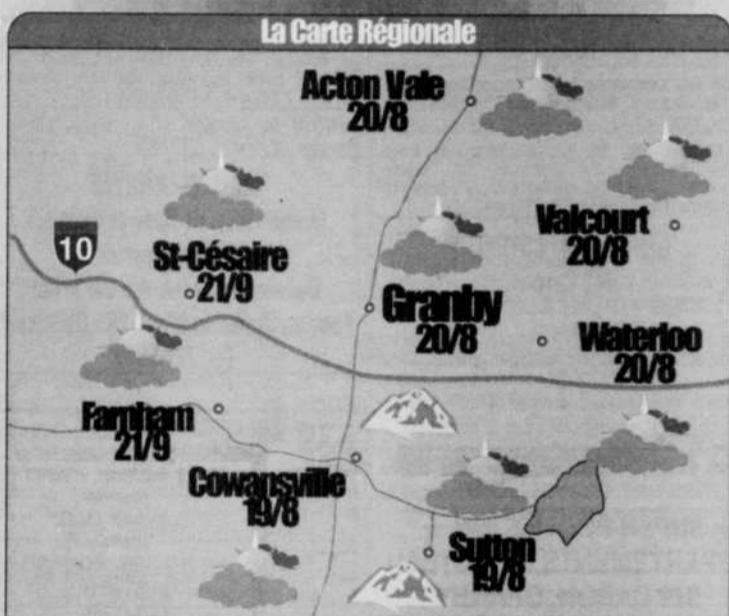 La Carte Régionale
Acton Vale
20/8
Valcourt
20/8
10
St-Césaire
21/9
Granby
20/8
Waterloo
20/8
Farnham
21/9
Cowansville
19/8
Sutton
19/8